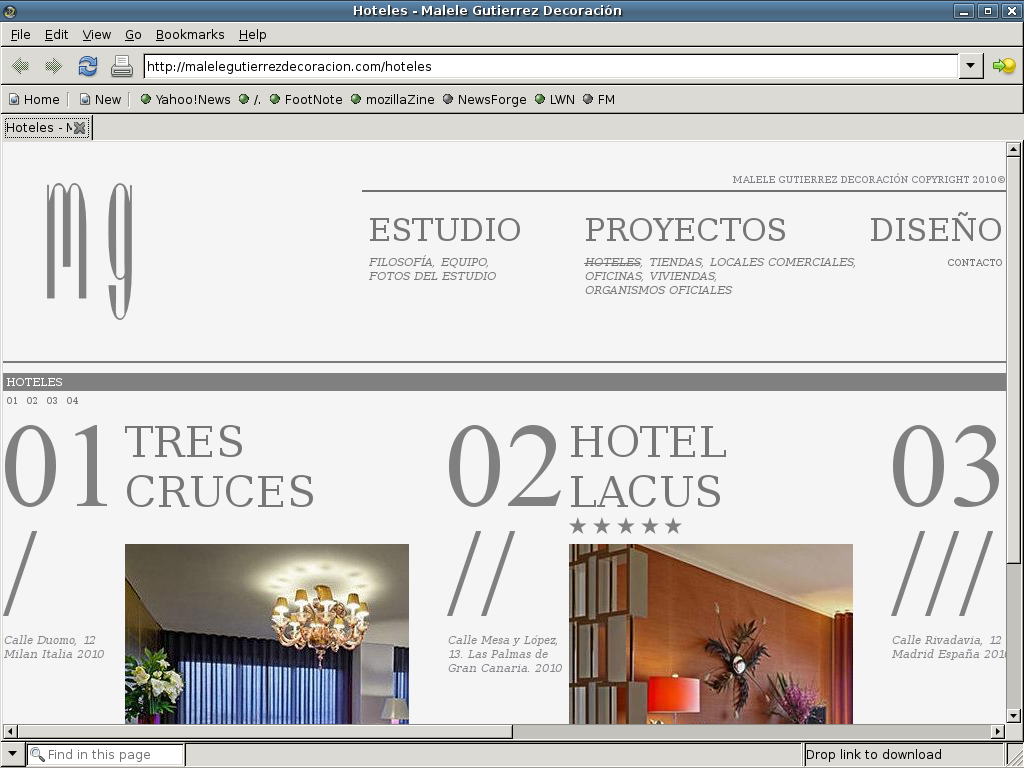 Hoteles - Malele Gutierrez Decoración
File Edit View Go Bookmarks Help
http://malelegutierrezdecoracion.com/hoteles
Home New Yahoo!News /. FootNote mozillaZine NewsForge LWN FM
Hoteles - M
mg
MALELE GUTIERREZ DECORACIÓN COPYRIGHT 2010©
ESTUDIO
FILOSOFÍA, EQUIPO,
FOTOS DEL ESTUDIO
PROYECTOS
HOTELES, TIENDAS, LOCALES COMERCIALES,
OFICINAS, VIVIENDAS,
ORGANISMOS OFICIALES
DISEÑO
CONTACTO
HOTELES
01 02 03 04
01 TRES
CRUCES
/
Calle Duomo, 12
Milan Italia 2010
02 HOTEL
LACUS
★★★★★
//
Calle Mesa y López,
13. Las Palmas de
Gran Canaria. 2010
03
///
Calle Rivadavia, 12
Madrid España 201
Find in this page
Drop link to download